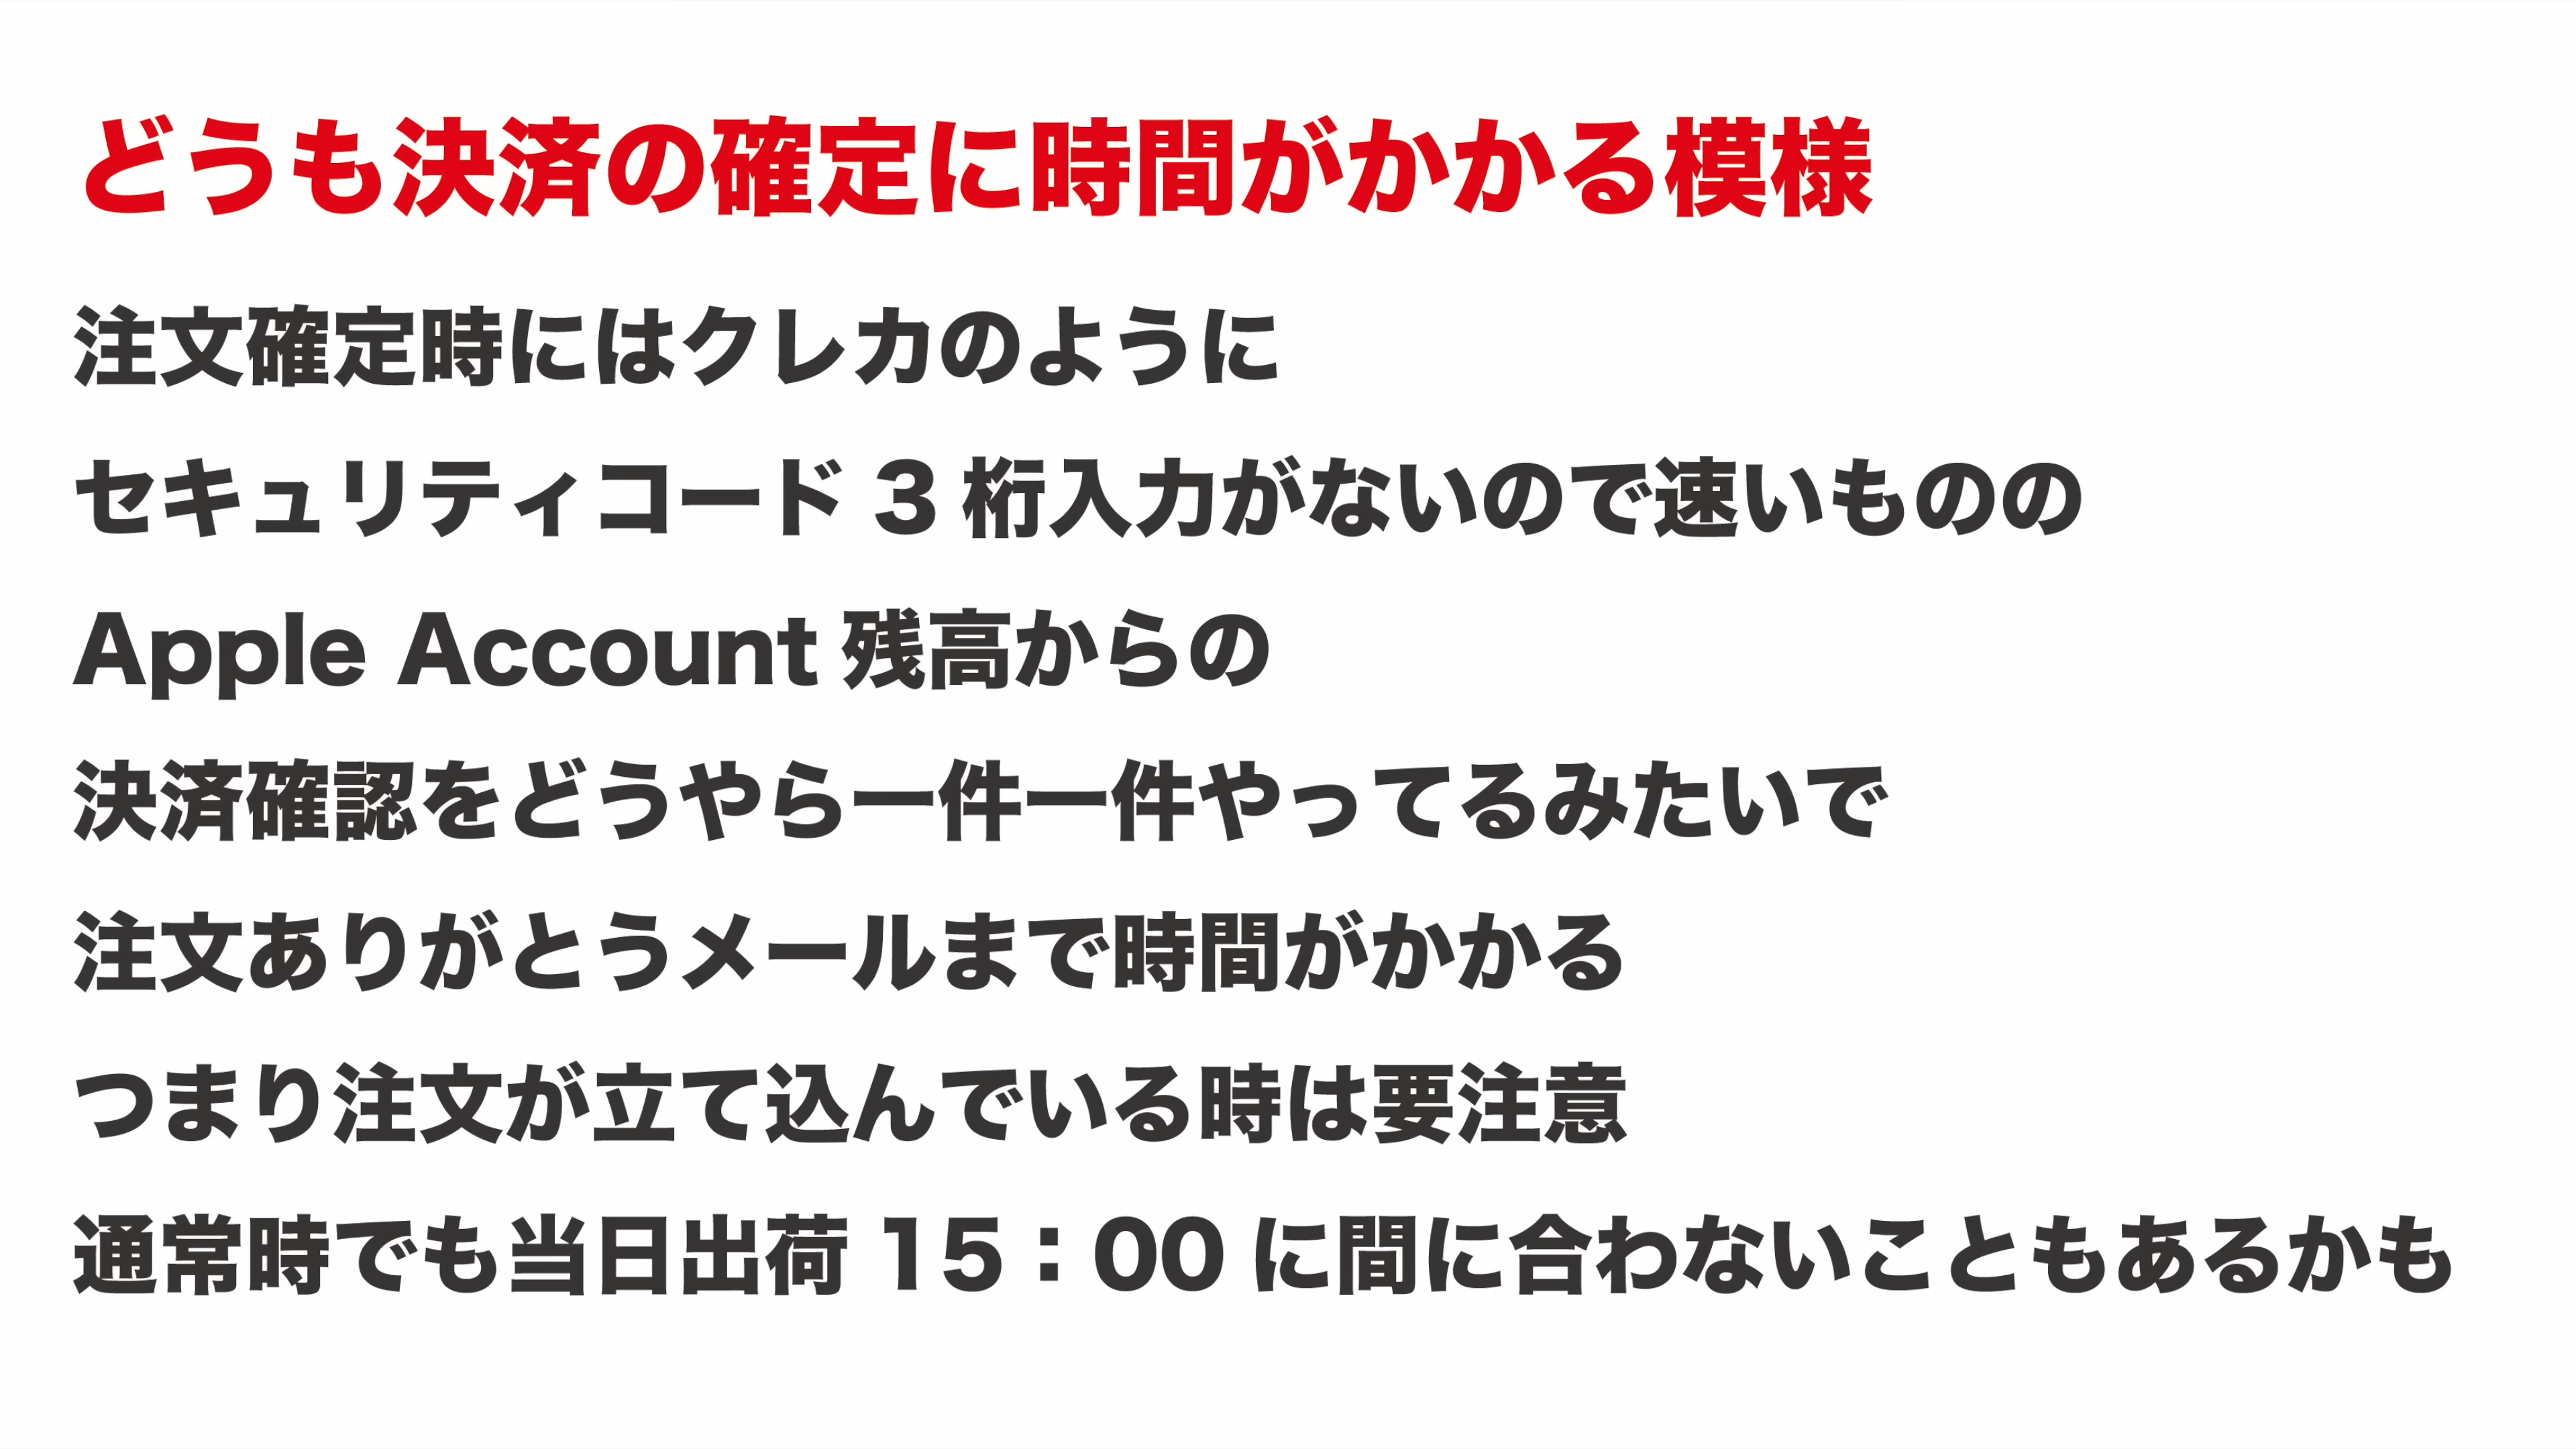 どうも決済の確定に時間がかかる模様
注文確定時にはクレカのように
セキュリティコード 3 桁入力がないので速いものの
Apple Account 残高からの
決済確認をどうやら一件一件やってるみたいで
注文ありがとうメールまで時間がかかる
つまり注文が立て込んでいる時は要注意
通常時でも当日出荷 15：00 に間に合わないこともあるかも